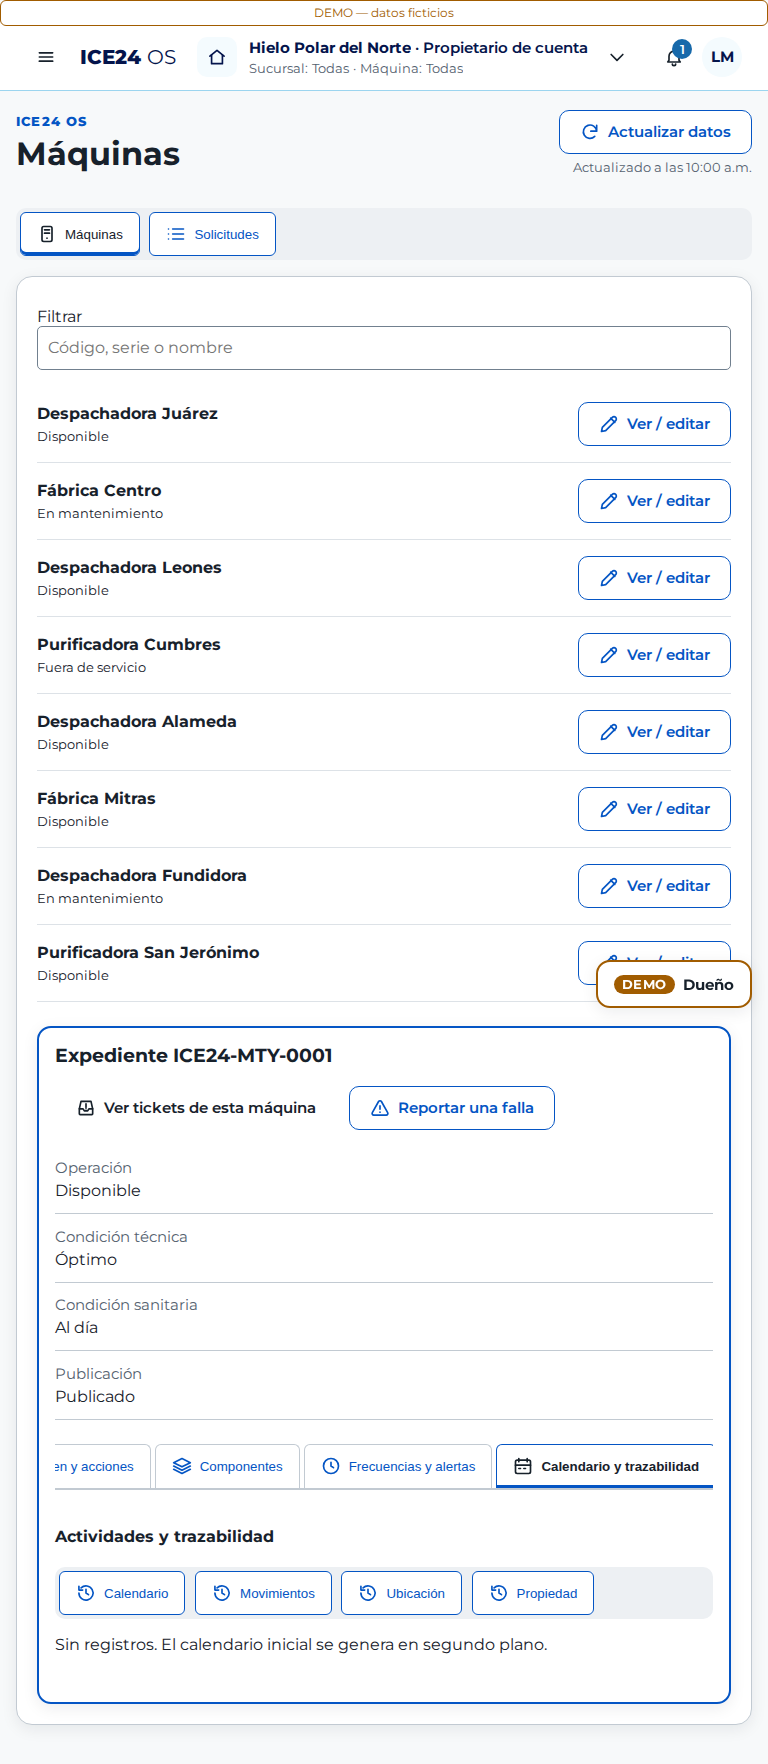 DEMO — datos ficticios
ICE24 OS
Hielo Polar del Norte · Propietario de cuenta
Sucursal: Todas · Máquina: Todas
1
LM
ICE24 OS
Máquinas
Actualizar datos
Actualizado a las 10:00 a.m.
Máquinas
Solicitudes
Filtrar
Código, serie o nombre
Despachadora Juárez
Disponible
Ver / editar
Fábrica Centro
En mantenimiento
Ver / editar
Despachadora Leones
Disponible
Ver / editar
Purificadora Cumbres
Fuera de servicio
Ver / editar
Despachadora Alameda
Disponible
Ver / editar
Fábrica Mitras
Disponible
Ver / editar
Despachadora Fundidora
En mantenimiento
Ver / editar
Purificadora San Jerónimo
Disponible
DEMO Dueño
Expediente ICE24-MTY-0001
Ver tickets de esta máquina
Reportar una falla
Operación
Disponible
Condición técnica
Óptimo
Condición sanitaria
Al día
Publicación
Publicado
en y acciones
Componentes
Frecuencias y alertas
Calendario y trazabilidad
Actividades y trazabilidad
Calendario
Movimientos
Ubicación
Propiedad
Sin registros. El calendario inicial se genera en segundo plano.